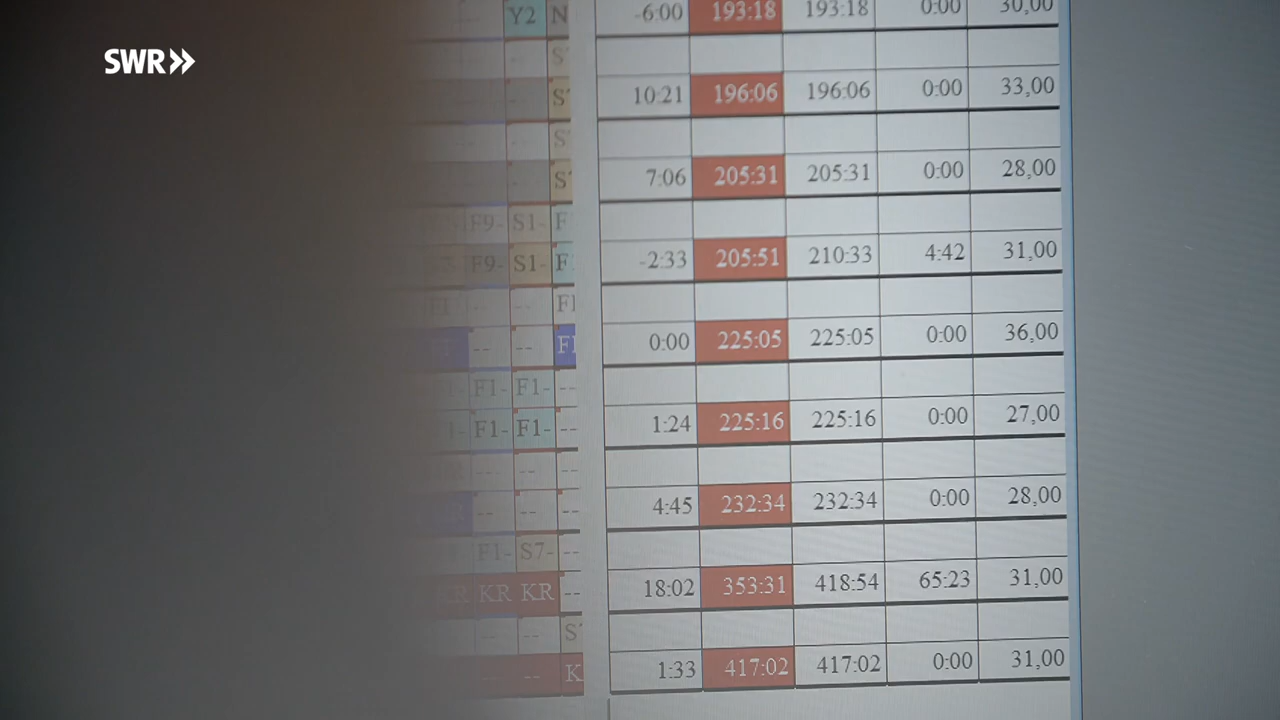 Y2 N -6:00 193:18 193:18 0:00 30,00
SWR
10:21 196:06 196:06 0:00 33,00
7:06 205:31 205:31 0:00 28,00
F9- S1- F
F9- S1- F -2:33 205:51 210:33 4:42 31,00
-- -- 0:00 225:05 225:05 0:00 36,00
F1- F1- --
F1- F1- -- 1:24 225:16 225:16 0:00 27,00
-- -- --
-- -- -- 4:45 232:34 232:34 0:00 28,00
F1- S7- --
KR KR KR -- 18:02 353:31 418:54 65:23 31,00
-- --
-- -- K 1:33 417:02 417:02 0:00 31,00